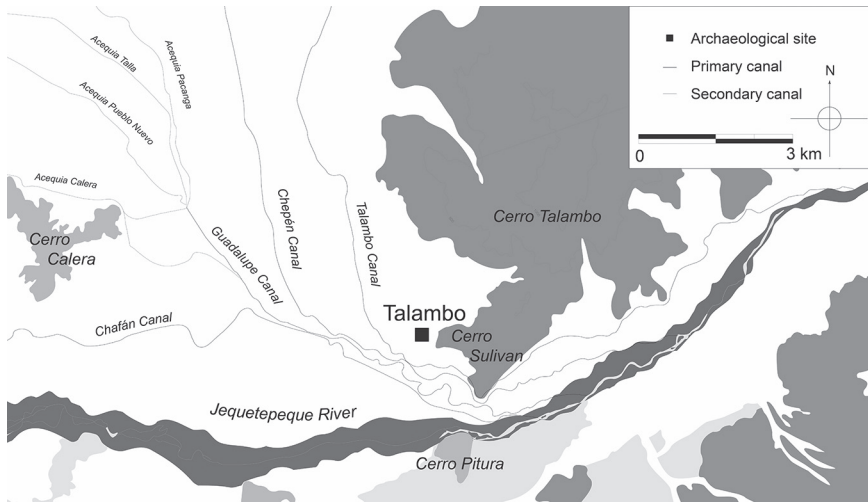 Archaeological site
Primary canal
Secondary canal
N
0
3 km
Acequia Talla
Acequia Pacanga
Acequia Pueblo Nuevo
Acequia Calera
Cerro
Calera
Guadalupe Canal
Chepén Canal
Talambo Canal
Cerro Talambo
Talambo
Cerro
Sulivan
Chafán Canal
Jequetepeque River
Cerro Pitura